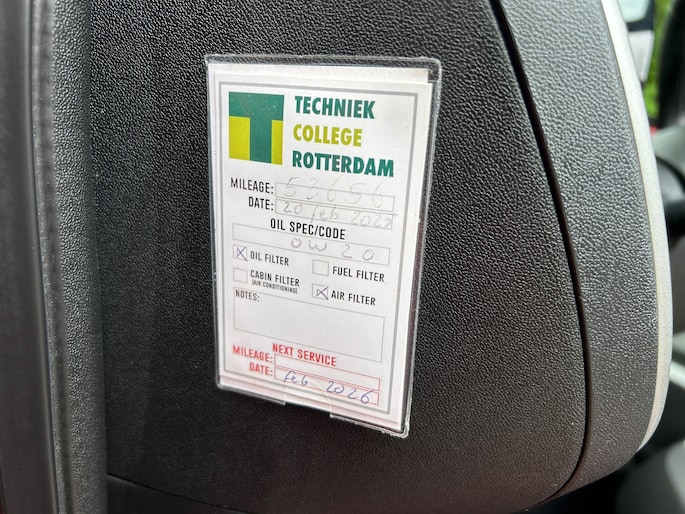 TECHNIEK
COLLEGE
ROTTERDAM
MILEAGE: 53656
DATE: 20 feb 2025
OIL SPEC/CODE
0W20
OIL FILTER
FUEL FILTER
CABIN FILTER
(AIR CONDITIONING)
AIR FILTER
NOTES:
NEXT SERVICE
MILEAGE:
DATE: feb 2026